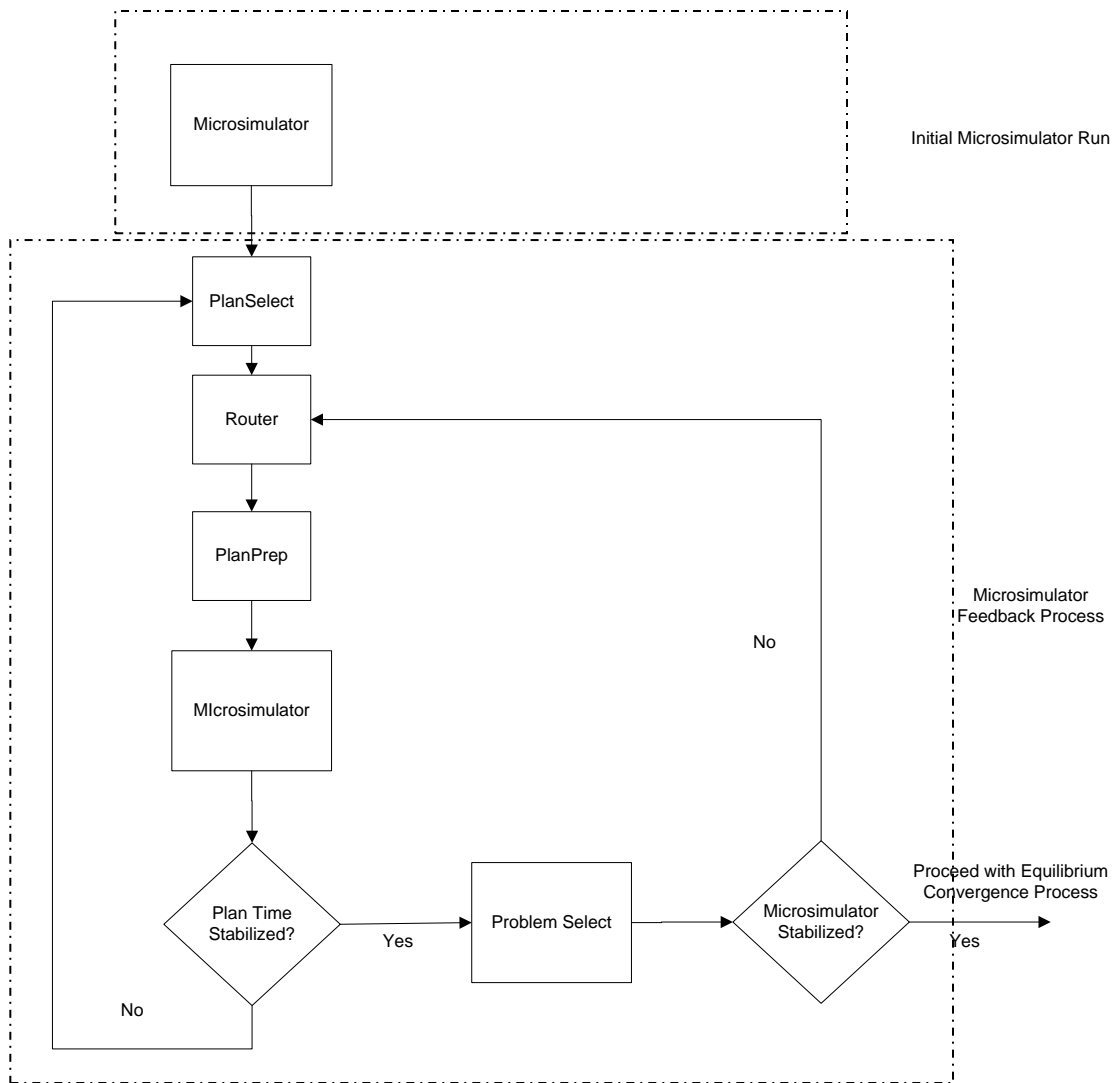 Microsimulator
Initial Microsimulator Run
PlanSelect
Router
PlanPrep
Microsimulator
Feedback Process
No
MIcrosimulator
Proceed with Equilibrium
Convergence Process
Plan Time
Stabilized?
Yes
Problem Select
Microsimulator
Stabilized?
Yes
No